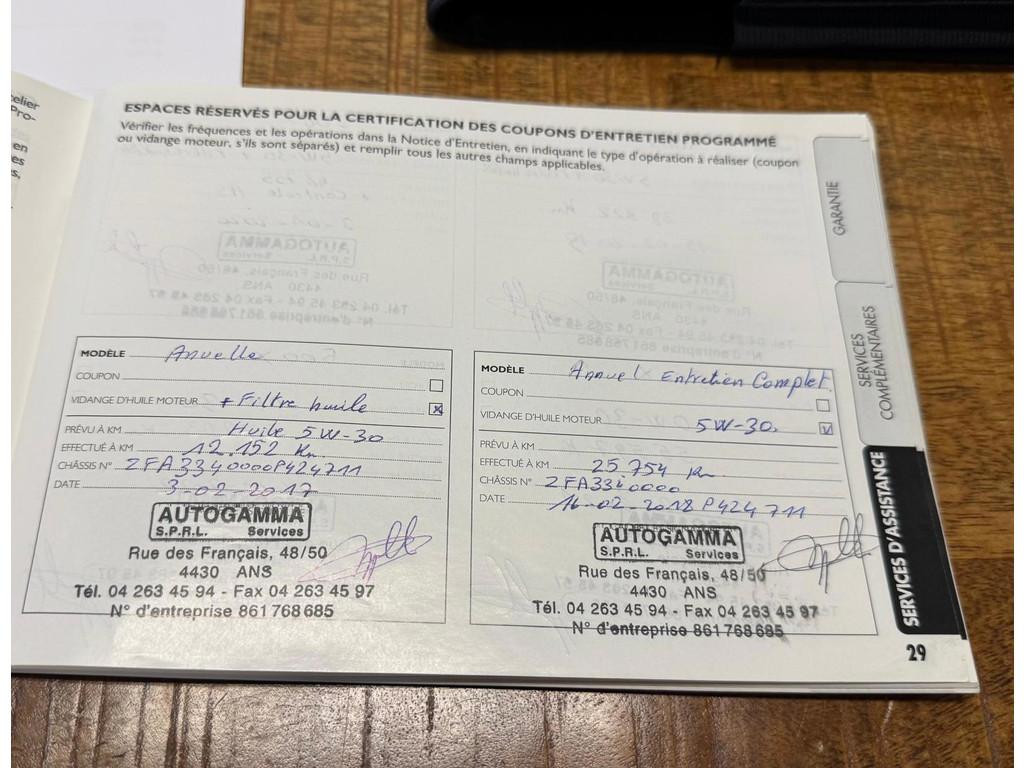 elier
Pro-
en
es
s,
ESPACES RÉSERVÉS POUR LA CERTIFICATION DES COUPONS D'ENTRETIEN PROGRAMMÉ
Vérifier les fréquences et les opérations dans la Notice d'Entretien, en indiquant le type d'opération à réaliser (coupon
ou vidange moteur, s'ils sont séparés) et remplir tous les autres champs applicables.
GARANTIE
SERVICES
COMPLÉMENTAIRES
SERVICES D'ASSISTANCE
MODÈLE Annuelle
COUPON
VIDANGE D'HUILE MOTEUR + Filtre huile
PRÉVU À KM Huile 5W-30
EFFECTUÉ À KM 12.152 Km
CHÂSSIS N° ZFA3340000P424711
DATE 3-02-2017
AUTOGAMMA
S.P.R.L. Services
Rue des Français, 48/50
4430 ANS
Tél. 04 263 45 94 - Fax 04 263 45 97
N° d'entreprise 861 768 685
MODÈLE Annuel Entretien Complet.
COUPON
VIDANGE D'HUILE MOTEUR 5W-30.
PRÉVU À KM
EFFECTUÉ À KM 25 754 Km
CHÂSSIS N° ZFA3340000
DATE 16-02-2018 P424711
AUTOGAMMA
S.P.R.L. Services
Rue des Français, 48/50
4430 ANS
Tél. 04 263 45 94 - Fax 04 263 45 97
N° d'entreprise 861 768 685
29